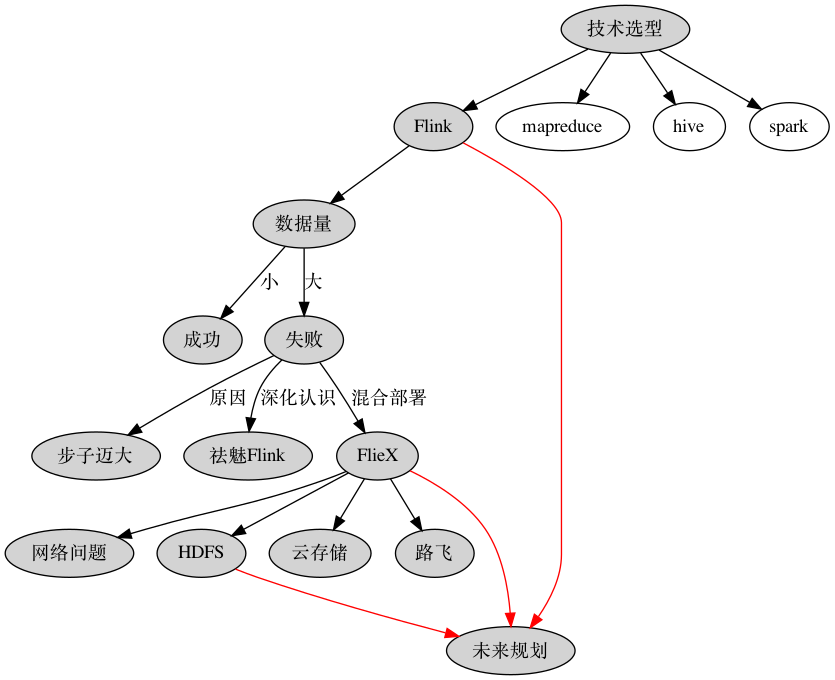 技术选型
Flink
mapreduce
hive
spark
数据量
小
大
成功
失败
原因
深化认识
混合部署
步子迈大
祛魅Flink
FlieX
网络问题
HDFS
云存储
路飞
未来规划